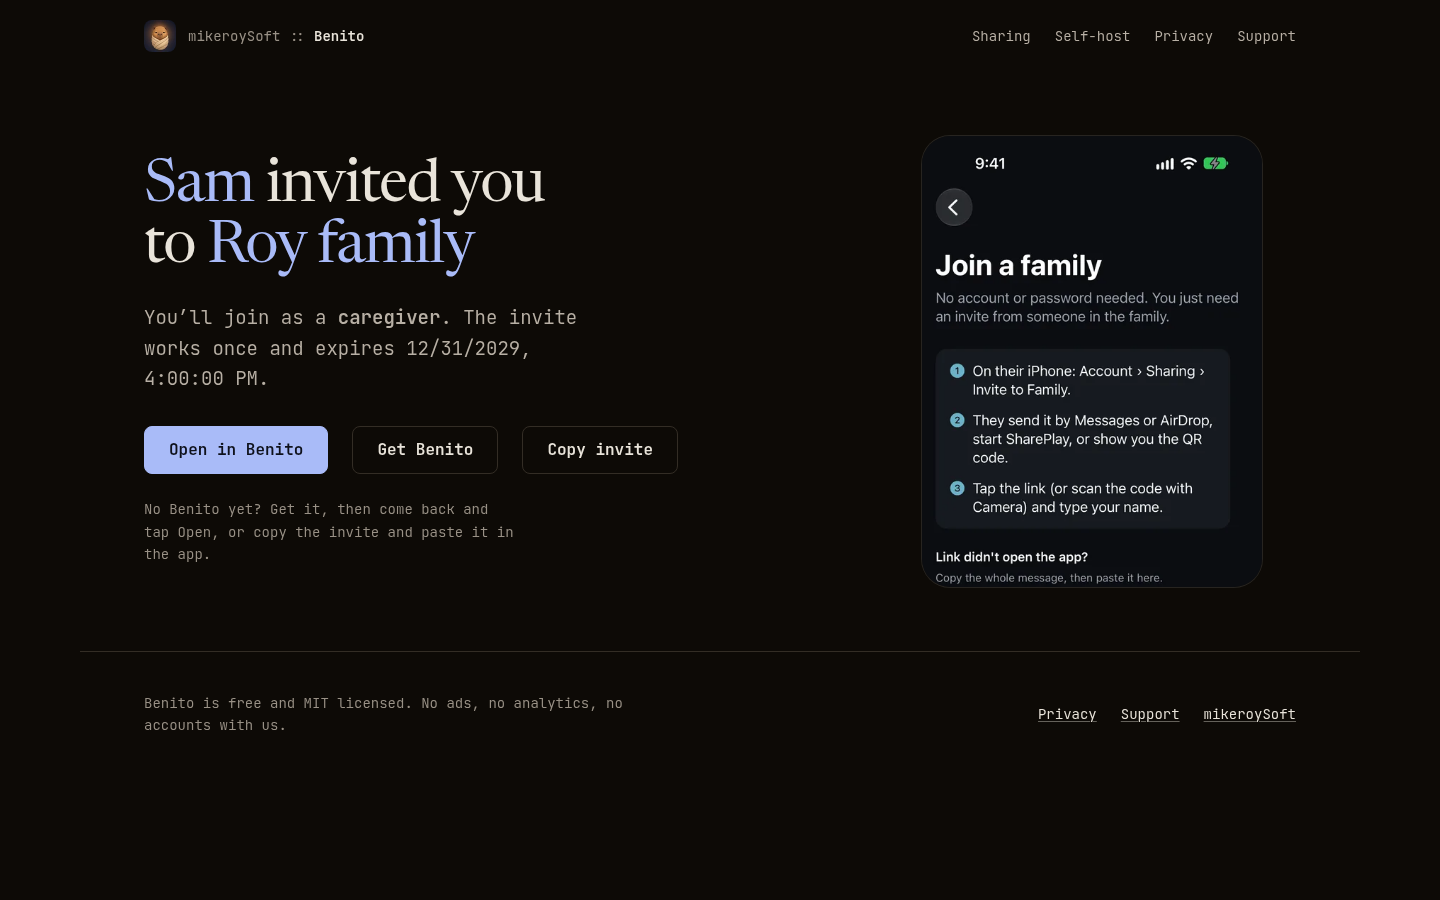 mikeroySoft :: Benito
Sharing Self-host Privacy Support
Sam invited you
to Roy family
You’ll join as a caregiver. The invite
works once and expires 12/31/2029,
4:00:00 PM.
Open in Benito
Get Benito
Copy invite
No Benito yet? Get it, then come back and
tap Open, or copy the invite and paste it in
the app.
9:41
Join a family
No account or password needed. You just need
an invite from someone in the family.
1 On their iPhone: Account › Sharing ›
Invite to Family.
2 They send it by Messages or AirDrop,
start SharePlay, or show you the QR
code.
3 Tap the link (or scan the code with
Camera) and type your name.
Link didn't open the app?
Copy the whole message, then paste it here.
Benito is free and MIT licensed. No ads, no analytics, no
accounts with us.
Privacy Support mikeroySoft